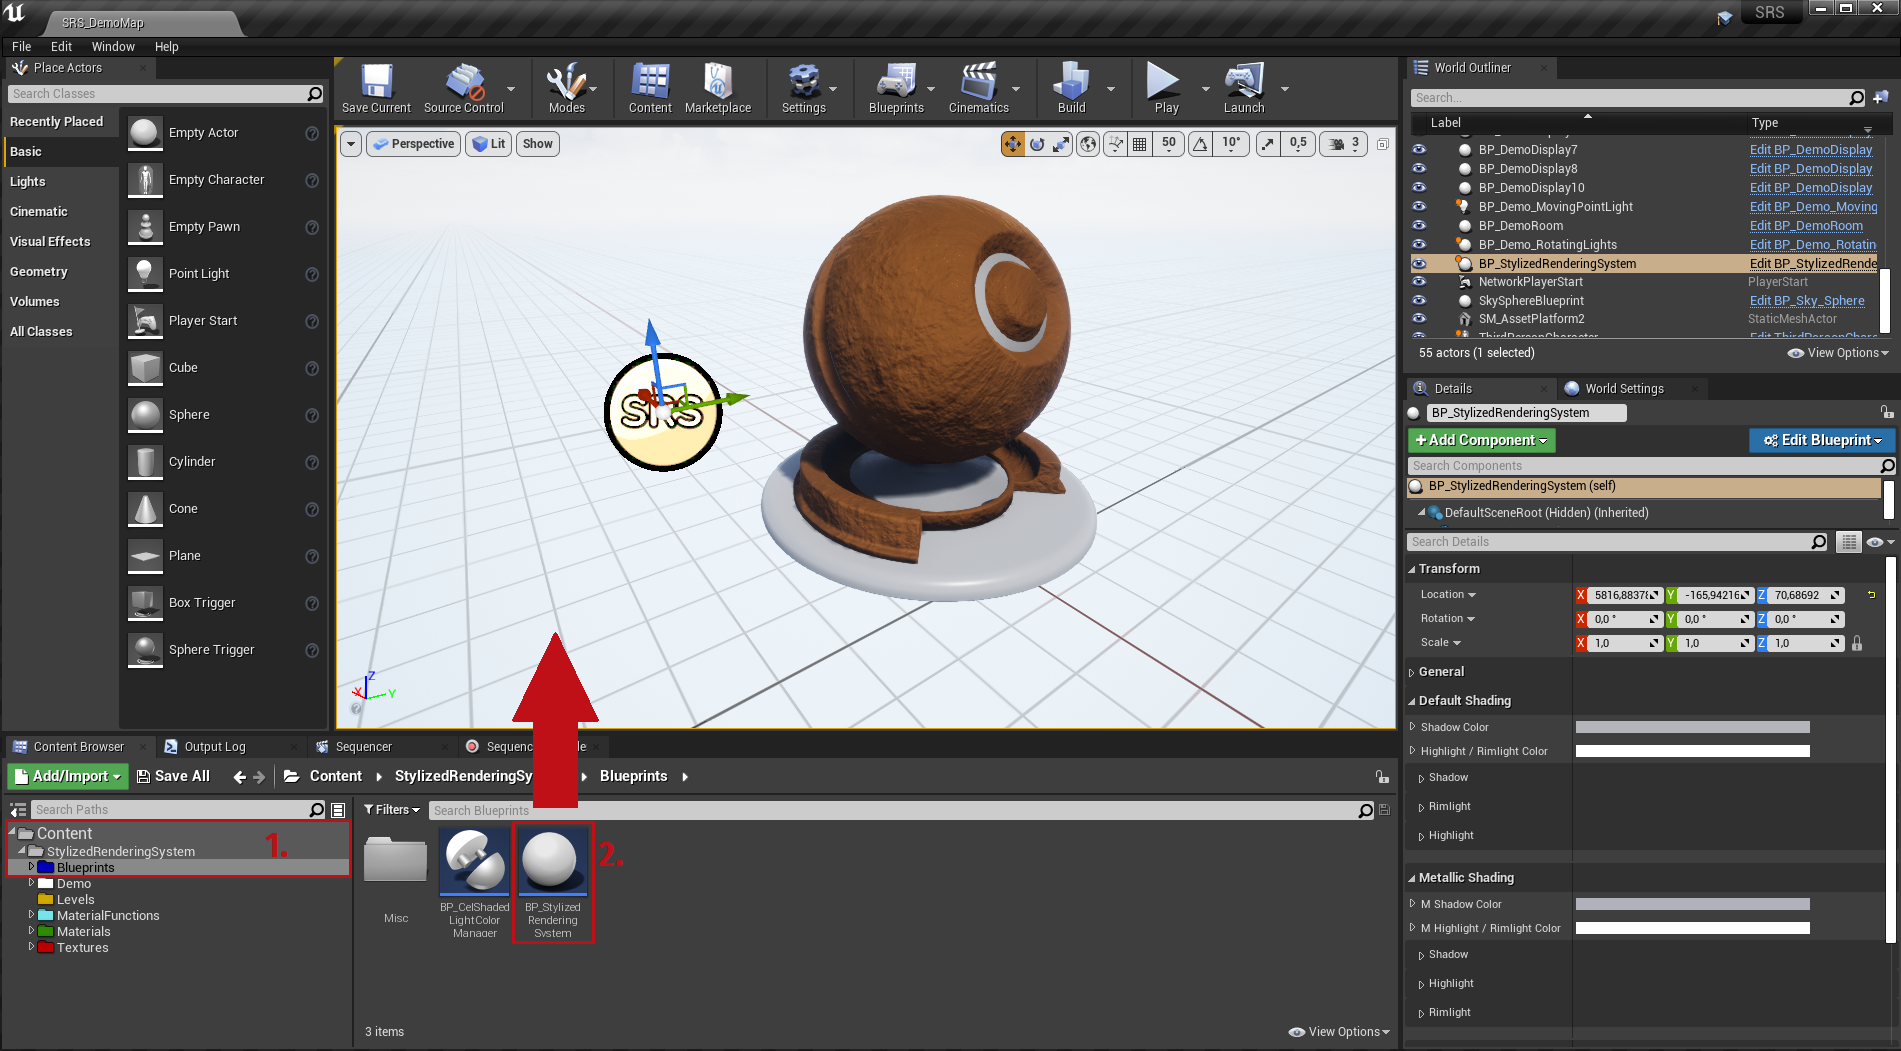 SRS_DemoMap
SRS
File Edit Window Help
Place Actors
Search Classes
Recently Placed
Basic
Lights
Cinematic
Visual Effects
Geometry
Volumes
All Classes
Empty Actor
Empty Character
Empty Pawn
Point Light
Player Start
Cube
Sphere
Cylinder
Cone
Plane
Box Trigger
Sphere Trigger
Save Current
Source Control
Modes
Content
Marketplace
Settings
Blueprints
Cinematics
Build
Play
Launch
Perspective
Lit
Show
50
10°
0,5
3
SRS
Z
X
Y
World Outliner
Search...
Label Type
BP_DemoDisplay7 Edit BP_DemoDisplay
BP_DemoDisplay8 Edit BP_DemoDisplay
BP_DemoDisplay10 Edit BP_DemoDisplay
BP_Demo_MovingPointLight Edit BP_Demo_Moving
BP_DemoRoom Edit BP_DemoRoom
BP_Demo_RotatingLights Edit BP_Demo_Rotatin
BP_StylizedRenderingSystem Edit BP_StylizedRende
NetworkPlayerStart PlayerStart
SkySphereBlueprint Edit BP_Sky_Sphere
SM_AssetPlatform2 StaticMeshActor
55 actors (1 selected) View Options
Details World Settings
BP_StylizedRenderingSystem
+Add Component Edit Blueprint
Search Components
BP_StylizedRenderingSystem (self)
DefaultSceneRoot (Hidden) (Inherited)
Search Details
Transform
Location X 5816,8837 Y -165,94216 Z 70,68692
Rotation X 0,0 ° Y 0,0 ° Z 0,0 °
Scale X 1,0 Y 1,0 Z 1,0
General
Default Shading
Shadow Color
Highlight / Rimlight Color
Shadow
Rimlight
Highlight
Metallic Shading
M Shadow Color
M Highlight / Rimlight Color
Shadow
Highlight
Rimlight
Content Browser Output Log Sequencer
Add/Import Save All Content StylizedRenderingSy Blueprints
Search Paths
Filters Search Blueprints
Content
StylizedRenderingSystem
Blueprints
Demo
Levels
MaterialFunctions
Materials
Textures
1.
Misc
BP_CelShaded
LightColor
Manager
BP_Stylized
Rendering
System
2.
3 items
View Options